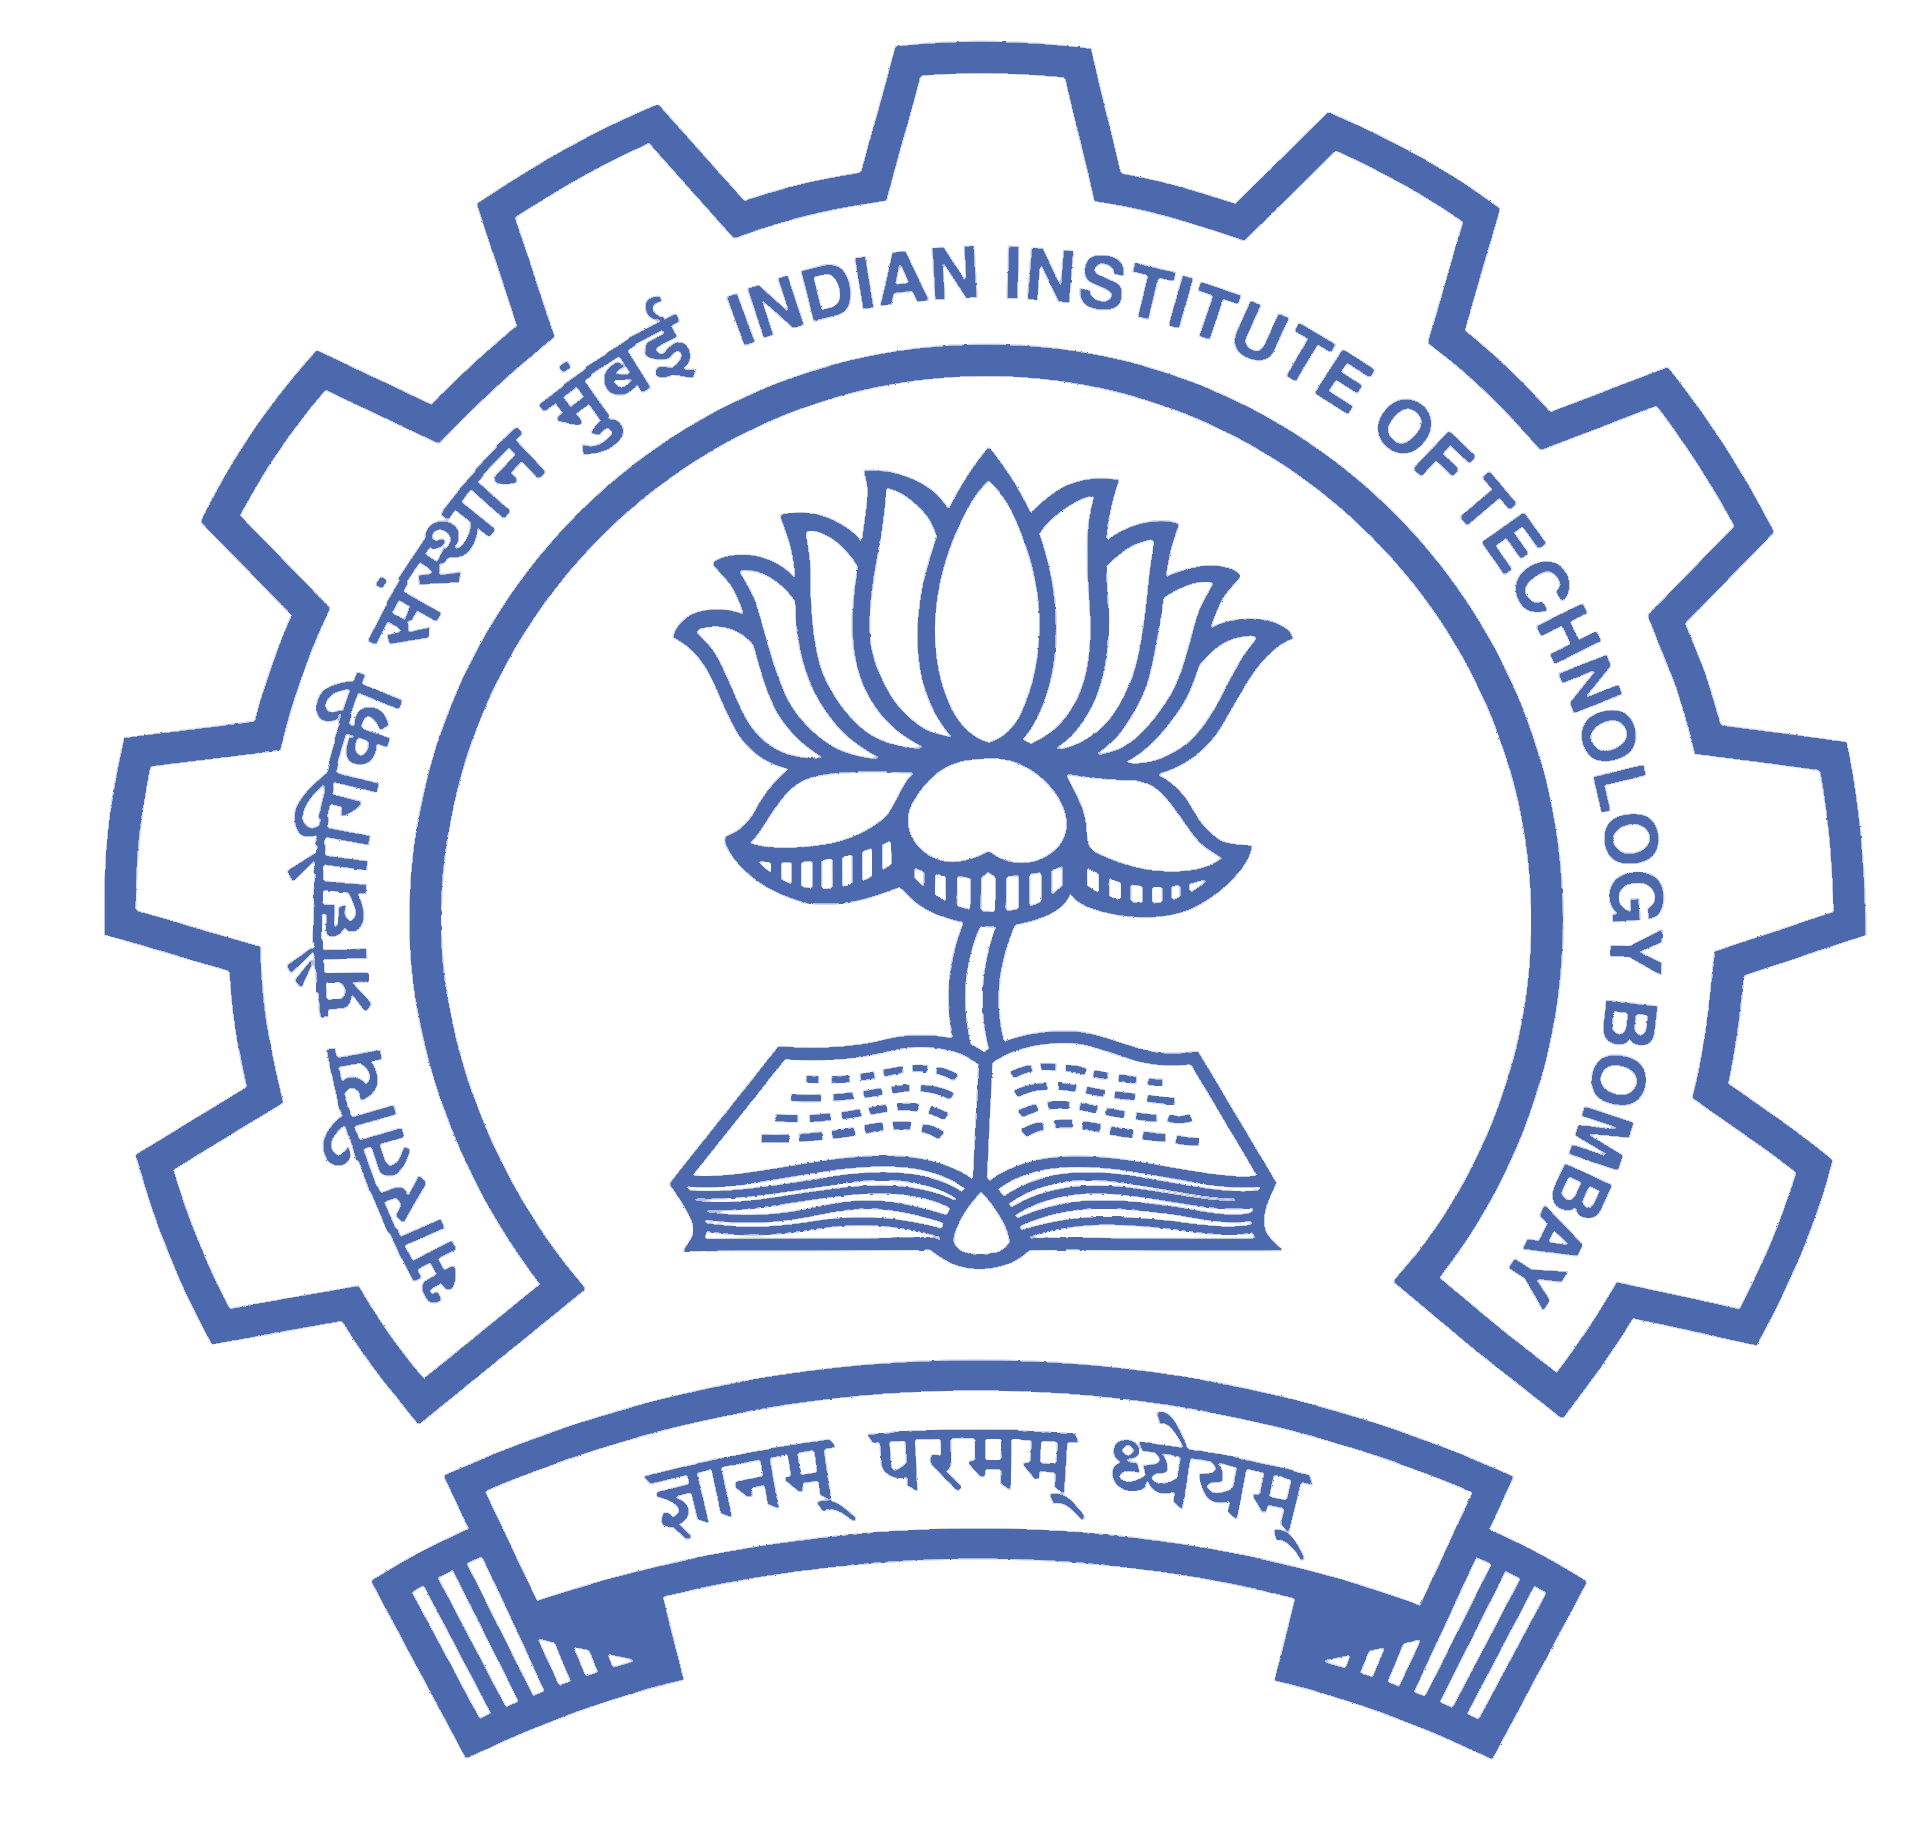 भारतीय प्रौद्योगिकी संस्थान मुंबई
INDIAN INSTITUTE OF TECHNOLOGY BOMBAY
ज्ञानम् परमम् ध्येयम्